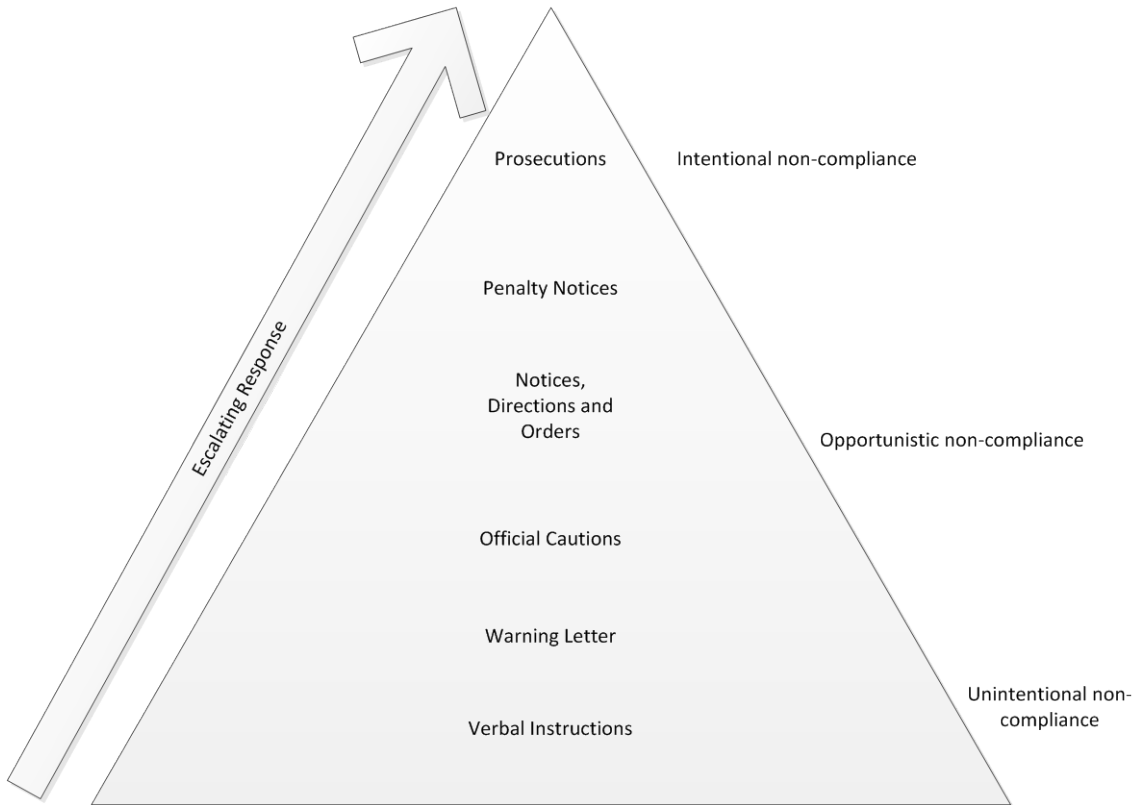 Prosecutions
Intentional non-compliance
Penalty Notices
Escalating Response
Notices,
Directions and
Orders
Opportunistic non-compliance
Official Cautions
Warning Letter
Unintentional non-
compliance
Verbal Instructions